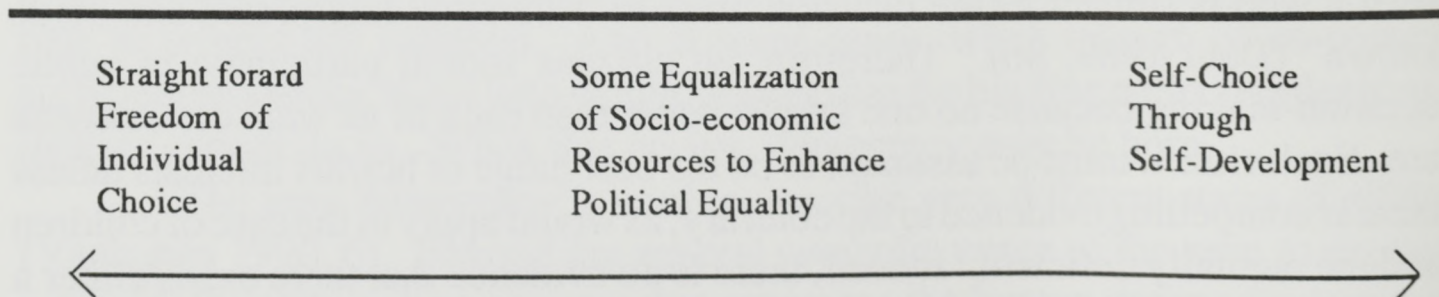 Straight forard
Freedom of
Individual
Choice
Some Equalization
of Socio-economic
Resources to Enhance
Political Equality
Self-Choice
Through
Self-Development